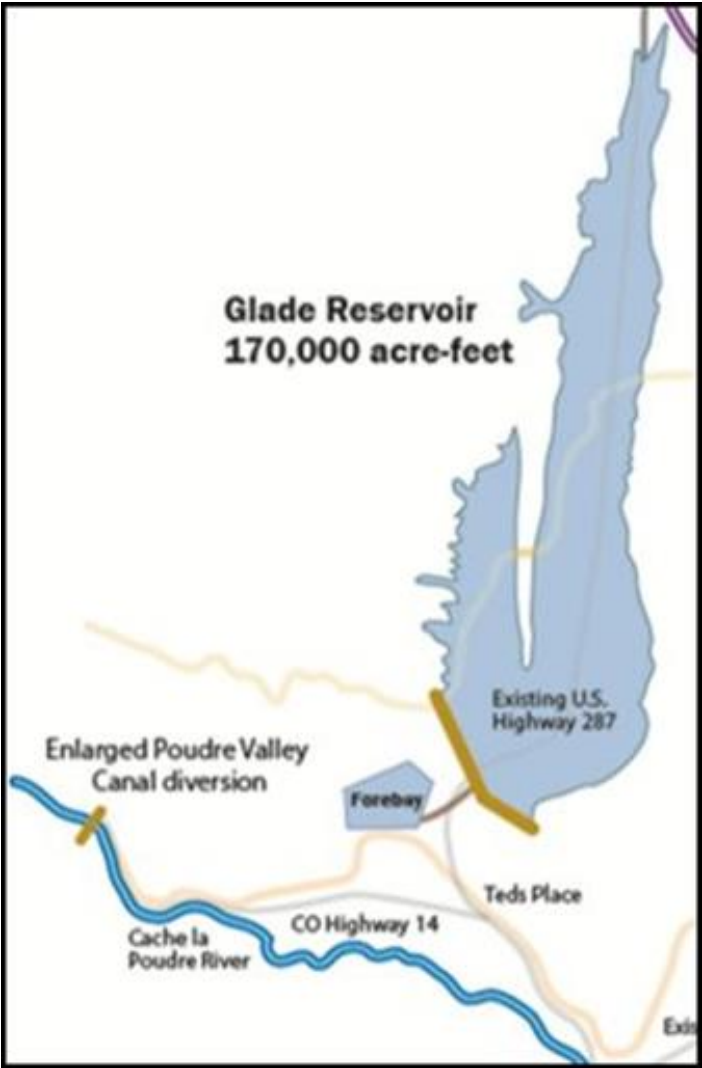 Glade Reservoir
170,000 acre-feet
Existing U.S.
Highway 287
Enlarged Poudre Valley
Canal diversion
Forebay
Teds Place
CO Highway 14
Cache la
Poudre River
Exis